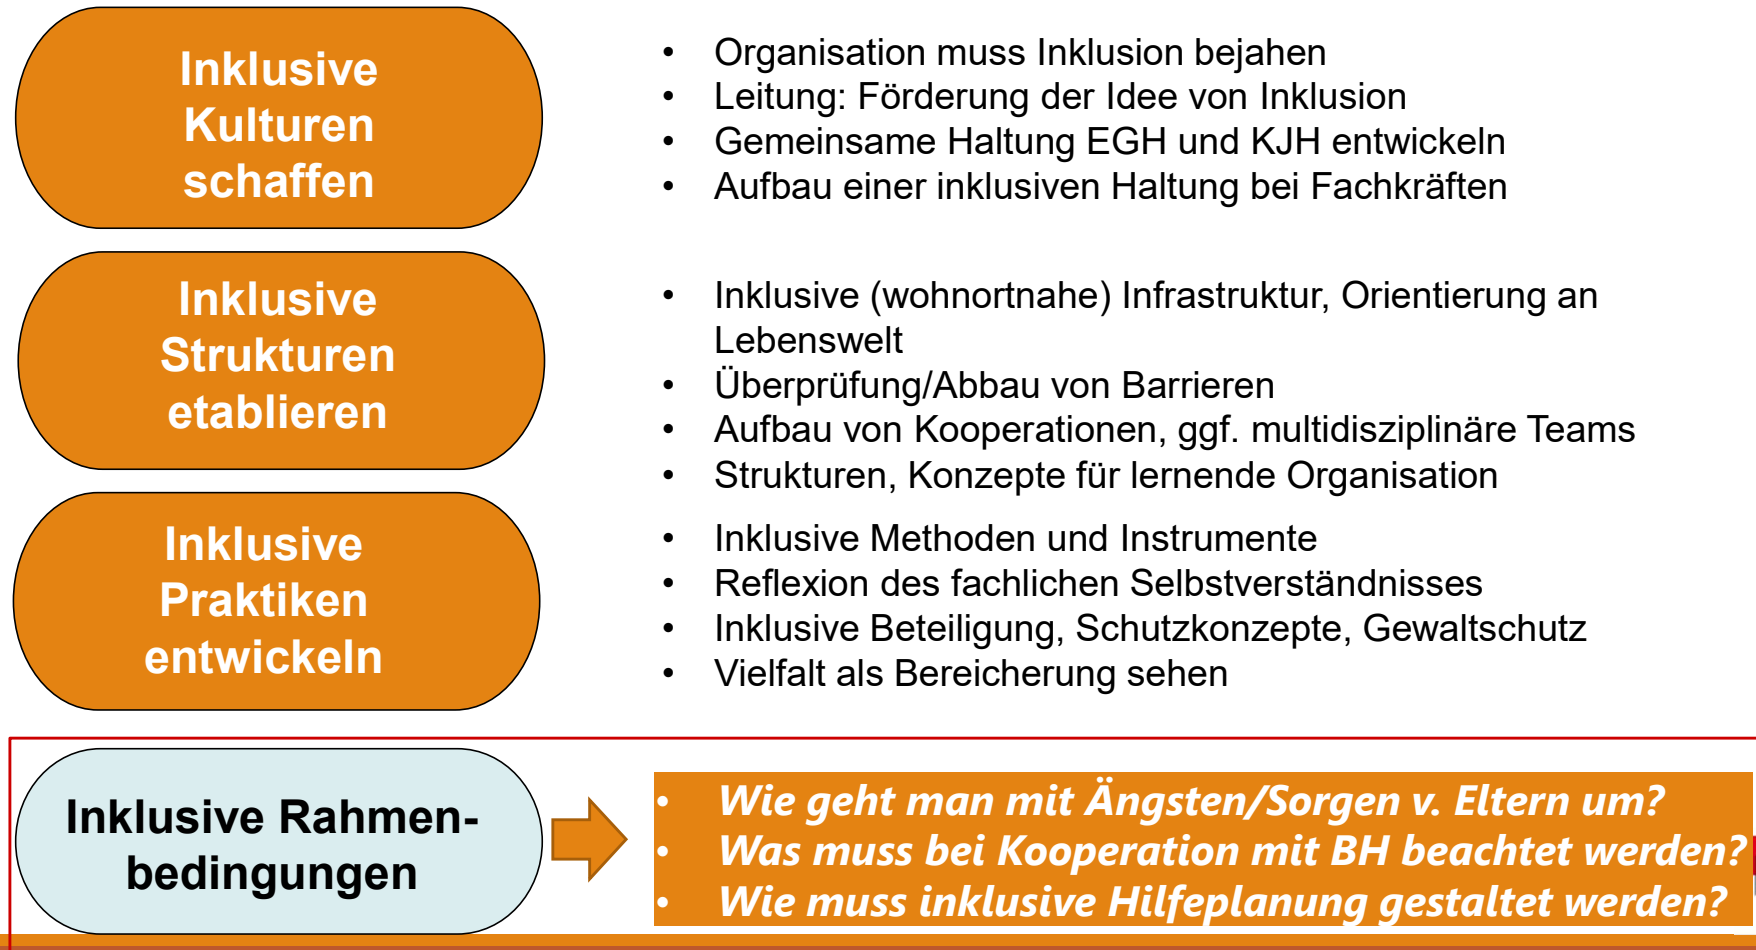 Inklusive
Kulturen
schaffen
• Organisation muss Inklusion bejahen
• Leitung: Förderung der Idee von Inklusion
• Gemeinsame Haltung EGH und KJH entwickeln
• Aufbau einer inklusiven Haltung bei Fachkräften
Inklusive
Strukturen
etablieren
• Inklusive (wohnortnahe) Infrastruktur, Orientierung an
Lebenswelt
• Überprüfung/Abbau von Barrieren
• Aufbau von Kooperationen, ggf. multidisziplinäre Teams
• Strukturen, Konzepte für lernende Organisation
Inklusive
Praktiken
entwickeln
• Inklusive Methoden und Instrumente
• Reflexion des fachlichen Selbstverständnisses
• Inklusive Beteiligung, Schutzkonzepte, Gewaltschutz
• Vielfalt als Bereicherung sehen
Inklusive Rahmen-
bedingungen
• Wie geht man mit Ängsten/Sorgen v. Eltern um?
• Was muss bei Kooperation mit BH beachtet werden?
• Wie muss inklusive Hilfeplanung gestaltet werden?